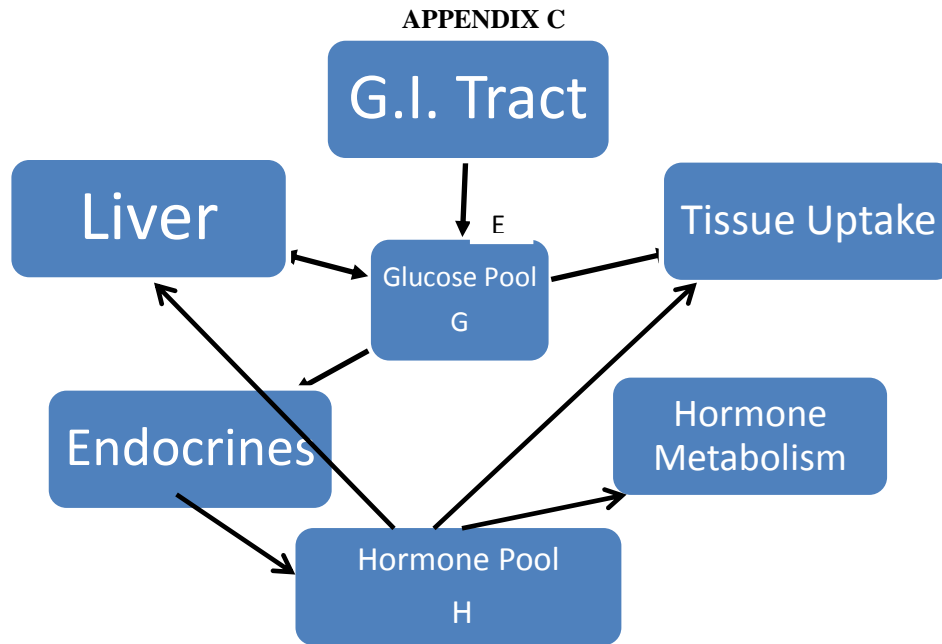 APPENDIX C
G.I. Tract
Liver
Tissue Uptake
E
Glucose Pool
G
Endocrines
Hormone
Metabolism
Hormone Pool
H